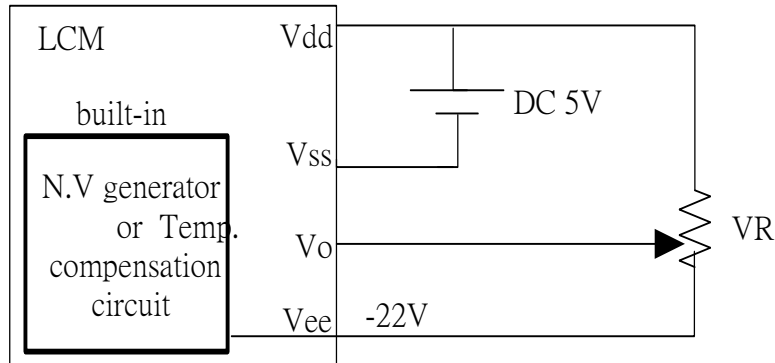 LCM
Vdd
DC 5V
built-in
Vss
N.V generator
or Temp.
compensation
circuit
Vo
VR
Vee
-22V